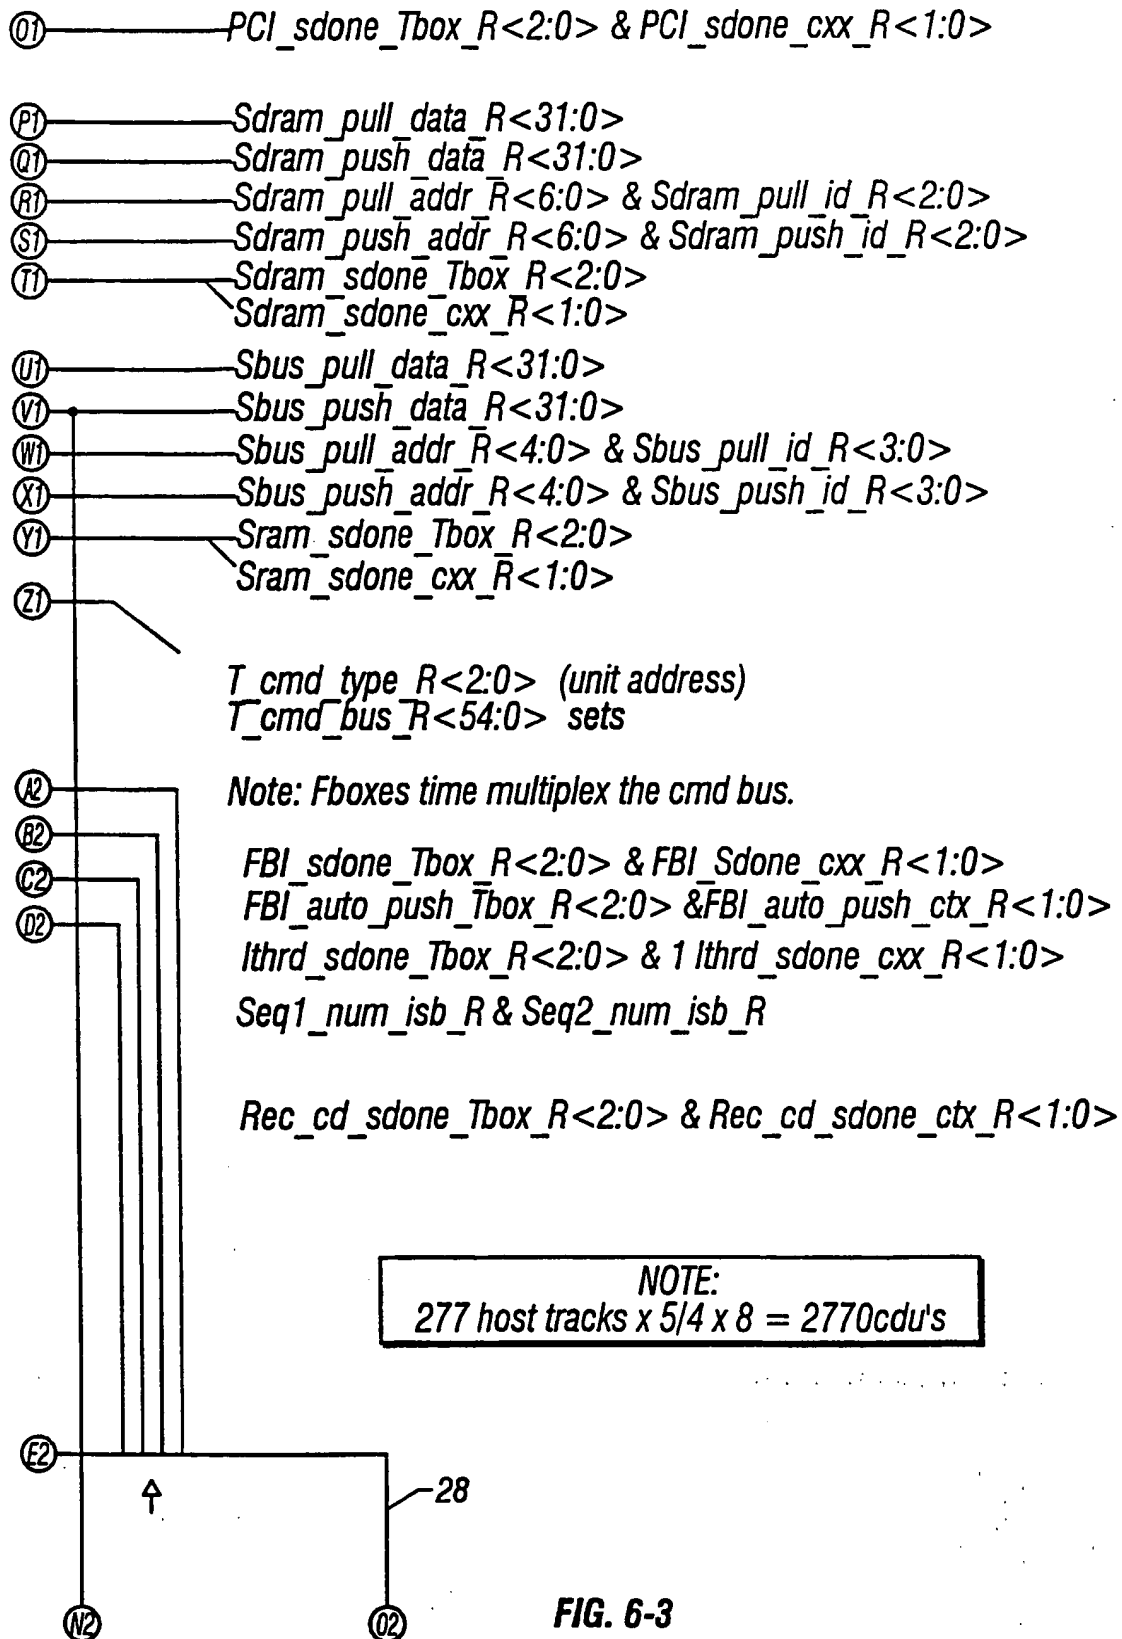 O1 PCI_sdone_Tbox_R<2:0> & PCI_sdone_cxx_R<1:0>
P1 Sdram_pull_data_R<31:0>
Q1 Sdram_push_data_R<31:0>
R1 Sdram_pull_addr_R<6:0> & Sdram_pull_id_R<2:0>
S1 Sdram_push_addr_R<6:0> & Sdram_push_id_R<2:0>
T1 Sdram_sdone_Tbox_R<2:0>
Sdram_sdone_cxx_R<1:0>
U1 Sbus_pull_data_R<31:0>
V1 Sbus_push_data_R<31:0>
W1 Sbus_pull_addr_R<4:0> & Sbus_pull_id_R<3:0>
X1 Sbus_push_addr_R<4:0> & Sbus_push_id_R<3:0>
Y1 Sram_sdone_Tbox_R<2:0>
Sram_sdone_cxx_R<1:0>
Z1
T_cmd_type_R<2:0> (unit address)
T_cmd_bus_R<54:0> sets
A2 Note: Fboxes time multiplex the cmd bus.
B2
FBI_sdone_Tbox_R<2:0> & FBI_Sdone_cxx_R<1:0>
C2
FBI_auto_push_Tbox_R<2:0> &FBI_auto_push_ctx_R<1:0>
D2
Ithrd_sdone_Tbox_R<2:0> & 1 Ithrd_sdone_cxx_R<1:0>
Seq1_num_isb_R & Seq2_num_isb_R
Rec_cd_sdone_Tbox_R<2:0> & Rec_cd_sdone_ctx_R<1:0>
NOTE:
277 host tracks x 5/4 x 8 = 2770cdu's
E2
28
N2
O2
FIG. 6-3